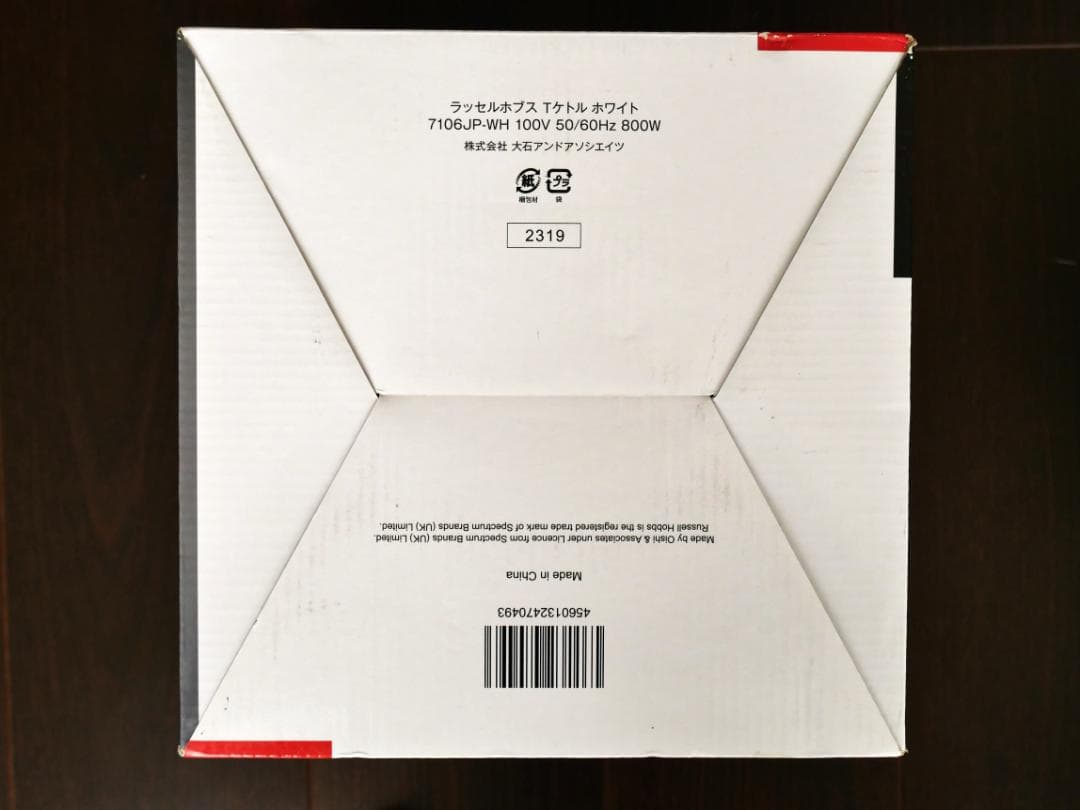 ラッセルホブス Tケトル ホワイト
7106JP-WH 100V 50/60Hz 800W
株式会社 大石アンドアソシエイツ
紙 プラ
梱包材 袋
2319
Made by Oishi & Associates under Licence from Spectrum Brands (UK) Limited.
Russell Hobbs is the registered trade mark of Spectrum Brands (UK) Limited.
Made in China
4560132470493